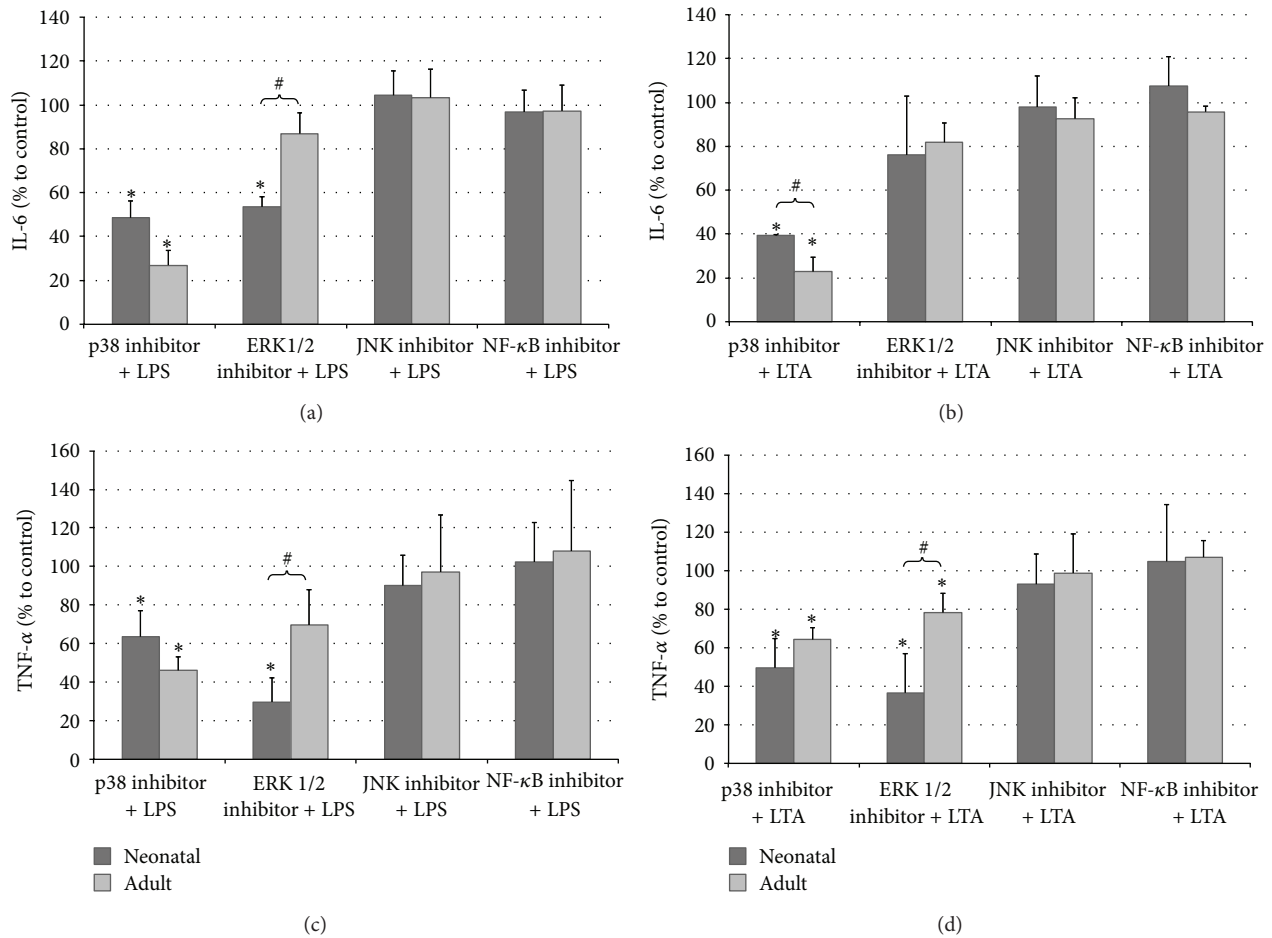 140
120
100
80
60
40
20
0
IL-6 (% to control)
*
*
*
#
p38 inhibitor
+ LPS
ERK1/2
inhibitor + LPS
JNK inhibitor
+ LPS
NF-κB inhibitor
+ LPS
(a)
140
120
100
80
60
40
20
0
IL-6 (% to control)
#
*
*
p38 inhibitor
+ LTA
ERK1/2
inhibitor + LTA
JNK inhibitor
+ LTA
NF-κB inhibitor
+ LTA
(b)
160
140
120
100
80
60
40
20
0
TNF-α (% to control)
*
*
*
#
p38 inhibitor
+ LPS
ERK 1/2
inhibitor + LPS
JNK inhibitor
+ LPS
NF-κB inhibitor
+ LPS
Neonatal
Adult
(c)
160
140
120
100
80
60
40
20
0
TNF-α (% to control)
*
*
*
#
*
p38 inhibitor
+ LTA
ERK 1/2
inhibitor + LTA
JNK inhibitor
+ LTA
NF-κB inhibitor
+ LTA
Neonatal
Adult
(d)